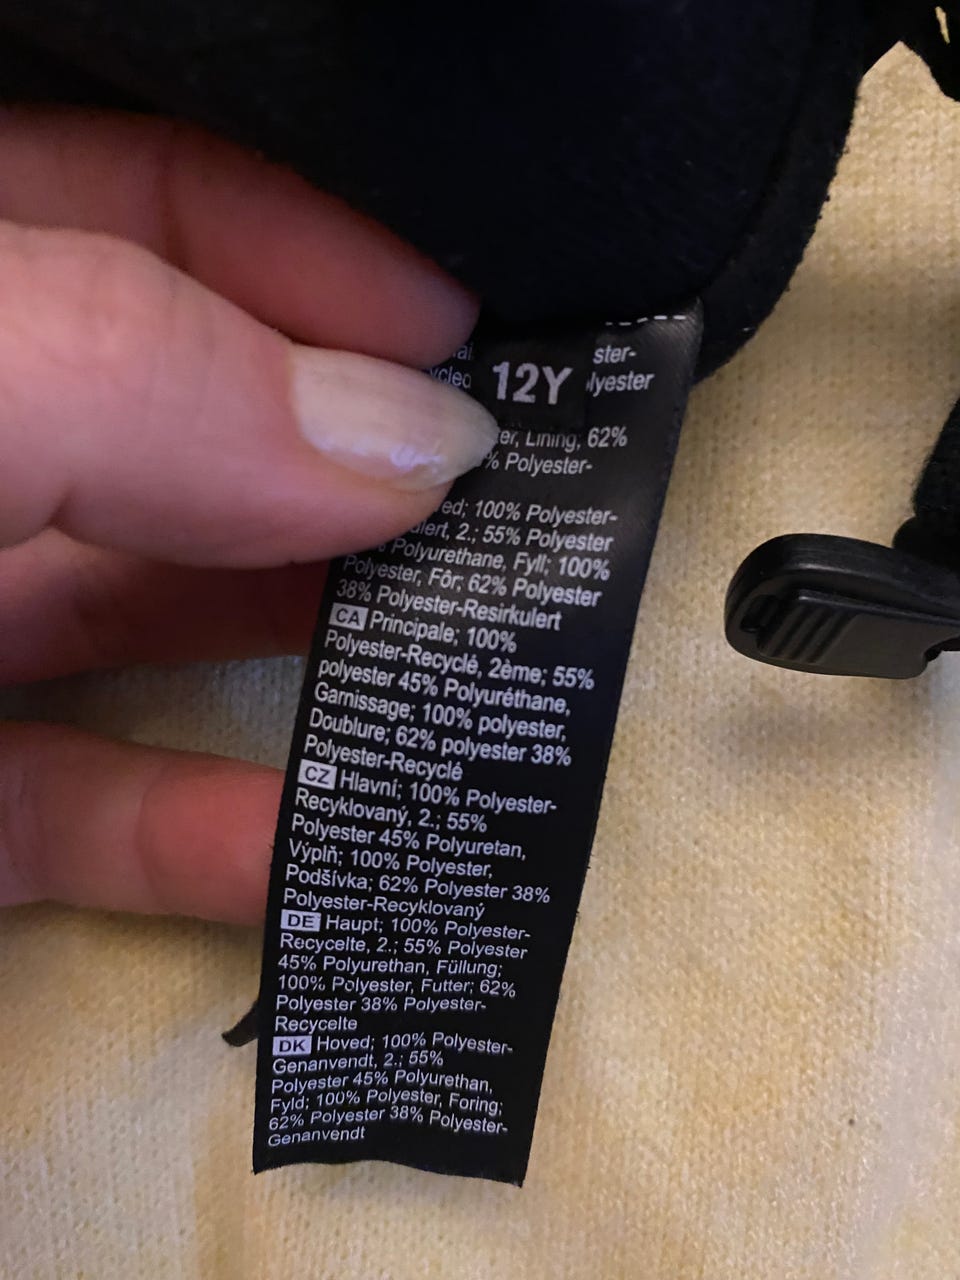 12Y
ster-
lyester
Lining; 62%
% Polyester-
100% Polyester-
2.; 55% Polyester
Polyurethane, Fyll; 100%
Polyester, Fôr; 62% Polyester
38% Polyester-Resirkulert
CA Principale; 100%
Polyester-Recyclé, 2ème; 55%
polyester 45% Polyuréthane,
Garnissage; 100% polyester,
Doublure; 62% polyester 38%
Polyester-Recyclé
CZ Hlavní; 100% Polyester-
Recyklovaný, 2.; 55%
Polyester 45% Polyuretan,
Výplň; 100% Polyester,
Podšívka; 62% Polyester 38%
Polyester-Recyklovaný
DE Haupt; 100% Polyester-
Recycelte, 2.; 55% Polyester
45% Polyurethan, Füllung;
100% Polyester, Futter; 62%
Polyester 38% Polyester-
Recycelte
DK Hoved; 100% Polyester-
Genanvendt, 2.; 55%
Polyester 45% Polyurethan,
Fyld; 100% Polyester, Foring;
62% Polyester 38% Polyester-
Genanvendt